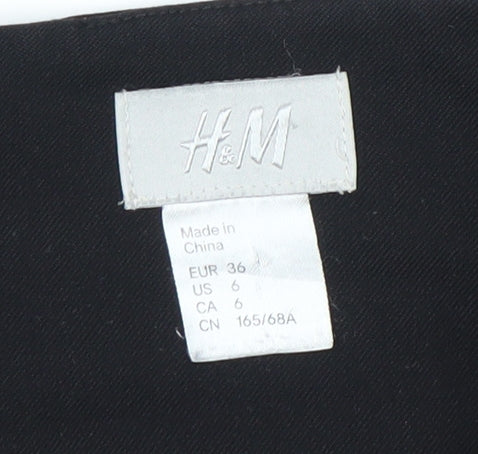 H&M
Made in
China
EUR 36
US 6
CA 6
CN 165/68A